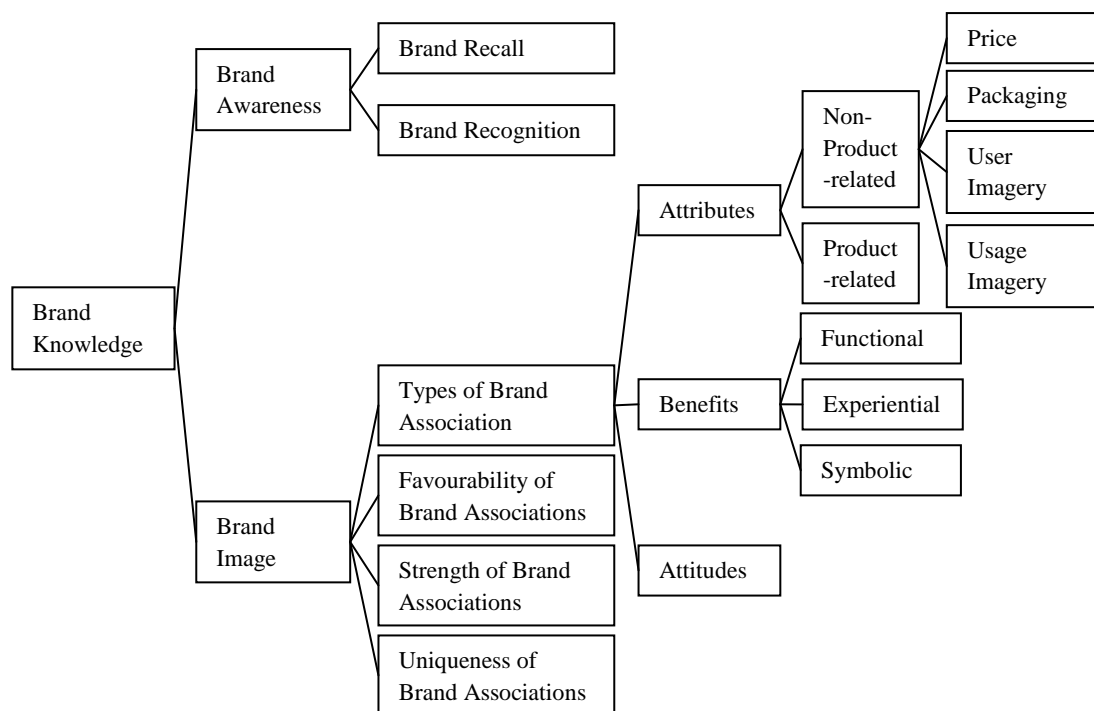 Brand
Knowledge
Brand
Awareness
Brand Recall
Brand Recognition
Brand
Image
Types of Brand
Association
Favourability of
Brand Associations
Strength of Brand
Associations
Uniqueness of
Brand Associations
Attributes
Non-
Product
-related
Price
Packaging
User
Imagery
Usage
Imagery
Product
-related
Benefits
Functional
Experiential
Symbolic
Attitudes